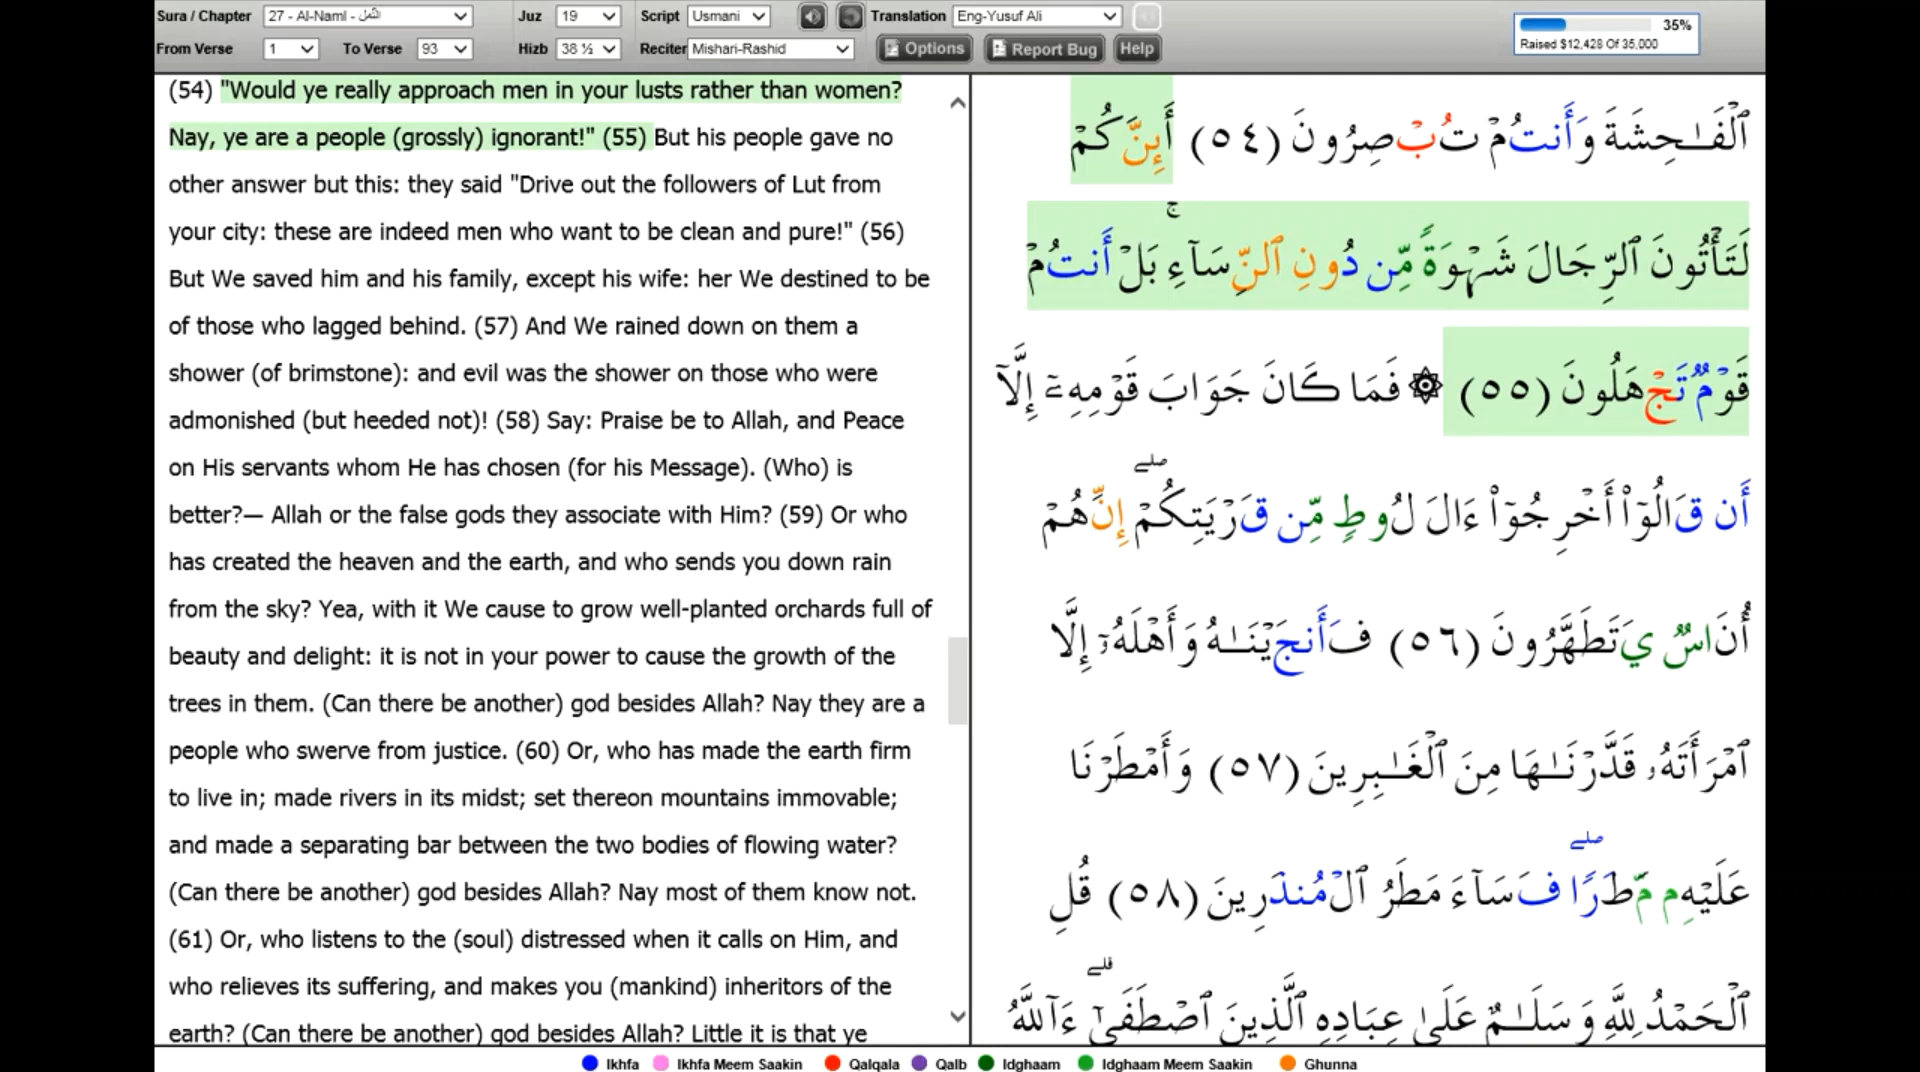 Sura / Chapter 27 - Al-Naml - النَّمل Juz 19 Script Usmani Translation Eng-Yusuf Ali
From Verse 1 To Verse 93 Hizb 38 ½ Reciter Mishari-Rashid Options Report Bug Help
35%
Raised $12,428 Of 35,000
(54) "Would ye really approach men in your lusts rather than women?
Nay, ye are a people (grossly) ignorant!" (55) But his people gave no
other answer but this: they said "Drive out the followers of Lut from
your city: these are indeed men who want to be clean and pure!" (56)
But We saved him and his family, except his wife: her We destined to be
of those who lagged behind. (57) And We rained down on them a
shower (of brimstone): and evil was the shower on those who were
admonished (but heeded not)! (58) Say: Praise be to Allah, and Peace
on His servants whom He has chosen (for his Message). (Who) is
better?— Allah or the false gods they associate with Him? (59) Or who
has created the heaven and the earth, and who sends you down rain
from the sky? Yea, with it We cause to grow well-planted orchards full of
beauty and delight: it is not in your power to cause the growth of the
trees in them. (Can there be another) god besides Allah? Nay they are a
people who swerve from justice. (60) Or, who has made the earth firm
to live in; made rivers in its midst; set thereon mountains immovable;
and made a separating bar between the two bodies of flowing water?
(Can there be another) god besides Allah? Nay most of them know not.
(61) Or, who listens to the (soul) distressed when it calls on Him, and
who relieves its suffering, and makes you (mankind) inheritors of the
earth? (Can there be another) god besides Allah? Little it is that ye
ٱلْفَـٰحِشَةَ وَأَنتُمْ تُبْصِرُونَ (٥٤) أَئِنَّكُمْ
لَتَأْتُونَ ٱلرِّجَالَ شَهْوَةً مِّن دُونِ ٱلنِّسَآءِ ۚ بَلْ أَنتُمْ
قَوْمٌ تَجْهَلُونَ (٥٥) ۞ فَمَا كَانَ جَوَابَ قَوْمِهِۦٓ إِلَّآ
أَن قَالُوٓا۟ أَخْرِجُوٓا۟ ءَالَ لُوطٍ مِّن قَرْيَتِكُمْ ۖ إِنَّهُمْ
أُنَاسٌ يَتَطَهَّرُونَ (٥٦) فَأَنجَيْنَـٰهُ وَأَهْلَهُۥٓ إِلَّا
ٱمْرَأَتَهُۥ قَدَّرْنَـٰهَا مِنَ ٱلْغَـٰبِرِينَ (٥٧) وَأَمْطَرْنَا
عَلَيْهِم مَّطَرًا ۖ فَسَآءَ مَطَرُ ٱلْمُنذَرِينَ (٥٨) قُلِ
ٱلْحَمْدُ لِلَّهِ وَسَلَـٰمٌ عَلَىٰ عِبَادِهِ ٱلَّذِينَ ٱصْطَفَىٰٓ ۗ ءَآللَّهُ
Ikhfa Ikhfa Meem Saakin Qalqala Qalb Idghaam Idghaam Meem Saakin Ghunna